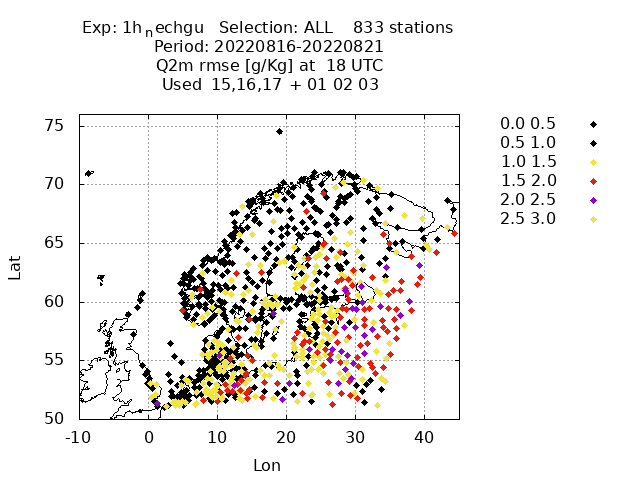 Exp: 1h_nechgu Selection: ALL 833 stations
Period: 20220816-20220821
Q2m rmse [g/Kg] at 18 UTC
Used 15,16,17 + 01 02 03
75
70
65
60
55
50
Lat
-10 0 10 20 30 40
Lon
0.0 0.5
0.5 1.0
1.0 1.5
1.5 2.0
2.0 2.5
2.5 3.0